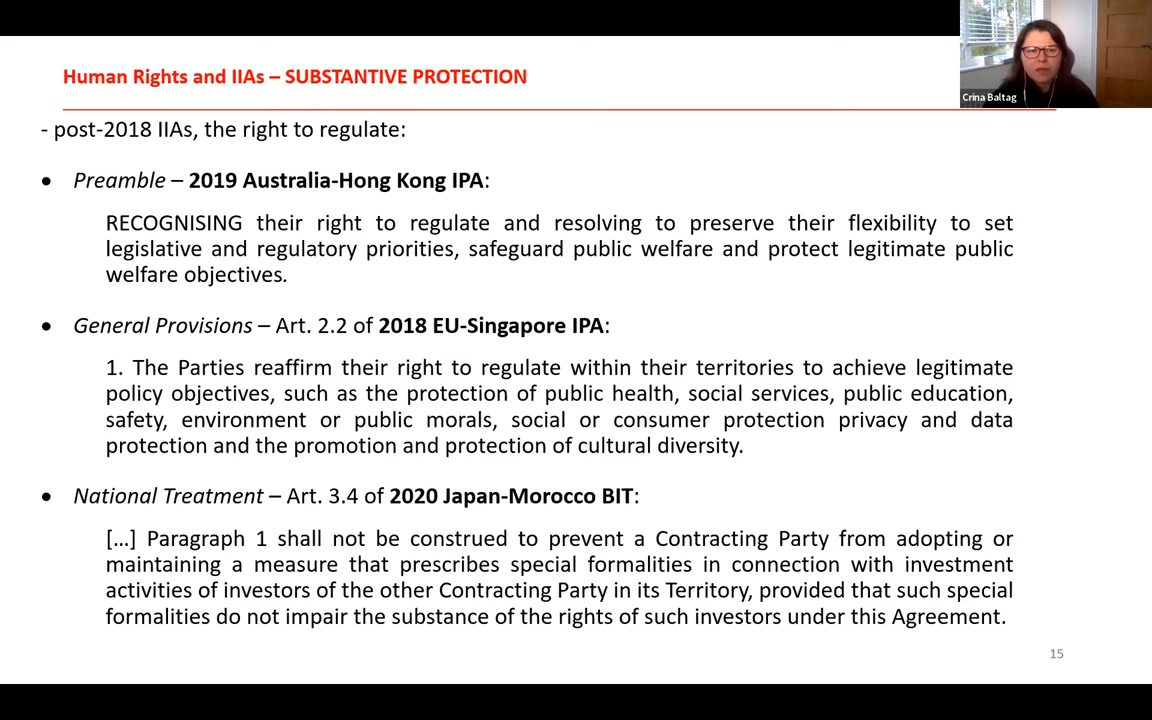 Human Rights and IIAs – SUBSTANTIVE PROTECTION
Crina Baltag
- post-2018 IIAs, the right to regulate:
• Preamble – 2019 Australia-Hong Kong IPA:
RECOGNISING their right to regulate and resolving to preserve their flexibility to set
legislative and regulatory priorities, safeguard public welfare and protect legitimate public
welfare objectives.
• General Provisions – Art. 2.2 of 2018 EU-Singapore IPA:
1. The Parties reaffirm their right to regulate within their territories to achieve legitimate
policy objectives, such as the protection of public health, social services, public education,
safety, environment or public morals, social or consumer protection privacy and data
protection and the promotion and protection of cultural diversity.
• National Treatment – Art. 3.4 of 2020 Japan-Morocco BIT:
[…] Paragraph 1 shall not be construed to prevent a Contracting Party from adopting or
maintaining a measure that prescribes special formalities in connection with investment
activities of investors of the other Contracting Party in its Territory, provided that such special
formalities do not impair the substance of the rights of such investors under this Agreement.
15